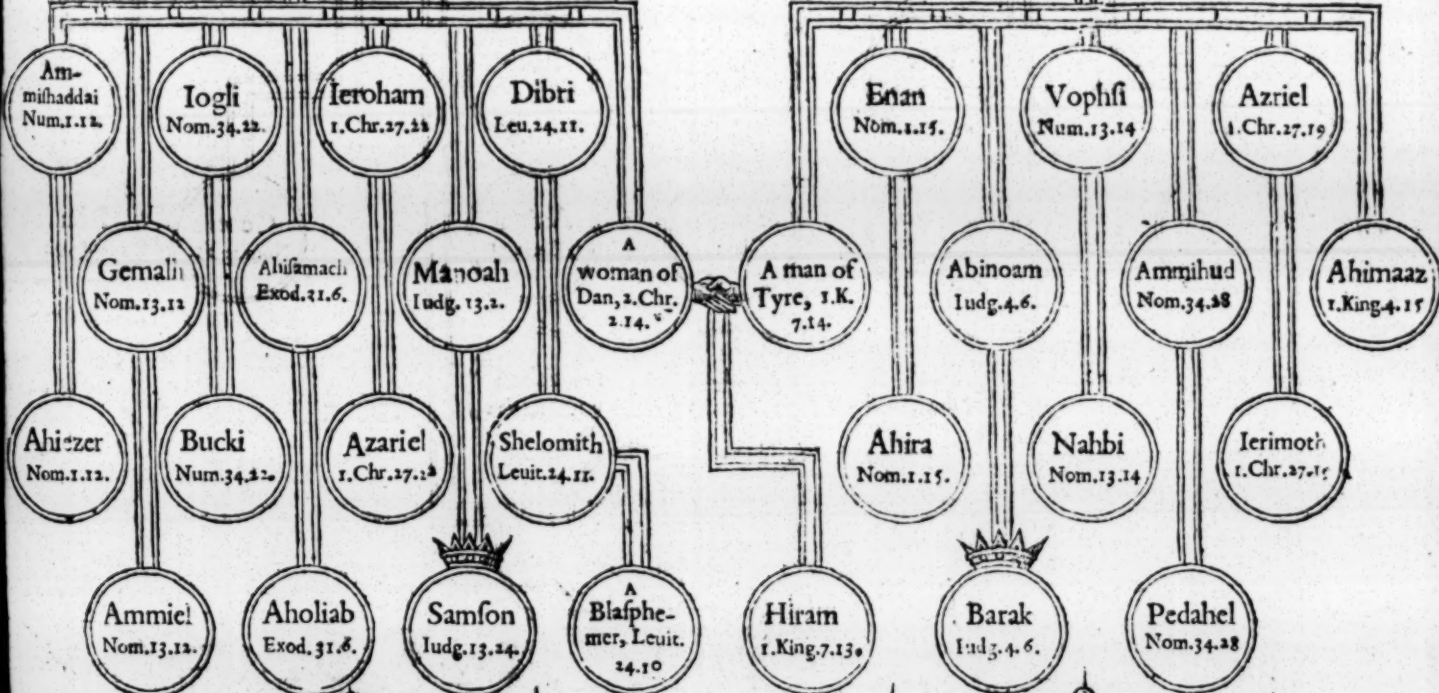 Am-
miſhaddai
Num.1.12.
Iogli
Nom.34.22.
Ieroham
1.Chr.27.22
Dibri
Leu.24.11.
Enan
Nom.1.15.
Vophſi
Num.13.14
Azriel
1.Chr.27.19
Gemalii
Nom.13.12
Ahiſamach
Exod.31.6.
Manoah
Iudg.13.2.
A
woman of
Dan, 2.Chr.
2.14.
A man of
Tyre, 1.K.
7.14.
Abinoam
Iudg.4.6.
Ammihud
Nom.34.28
Ahimaaz
1.King.4.15
Ahiezer
Nom.1.12.
Bucki
Num.34.22.
Azariel
1.Chr.27.22
Shelomith
Leuit.24.11.
Ahira
Nom.1.15.
Nahbi
Nom.13.14
Ierimoth
1.Chr.27.19
Ammiel
Nom.13.12.
Aholiab
Exod.31.6.
Samſon
Iudg.13.24.
A
Blaſphe-
mer, Leuit.
24.10
Hiram
1.King.7.13.
Barak
Iudg.4.6.
Pedahel
Nom.34.28